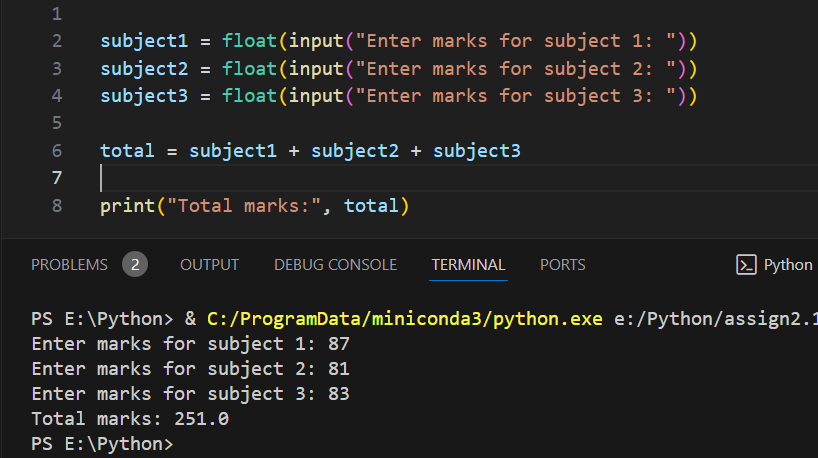 1
2 subject1 = float(input("Enter marks for subject 1: "))
3 subject2 = float(input("Enter marks for subject 2: "))
4 subject3 = float(input("Enter marks for subject 3: "))
5
6 total = subject1 + subject2 + subject3
7
8 print("Total marks:", total)
PROBLEMS 2 OUTPUT DEBUG CONSOLE TERMINAL PORTS Python
PS E:\Python> & C:/ProgramData/miniconda3/python.exe e:/Python/assign2.1
Enter marks for subject 1: 87
Enter marks for subject 2: 81
Enter marks for subject 3: 83
Total marks: 251.0
PS E:\Python>